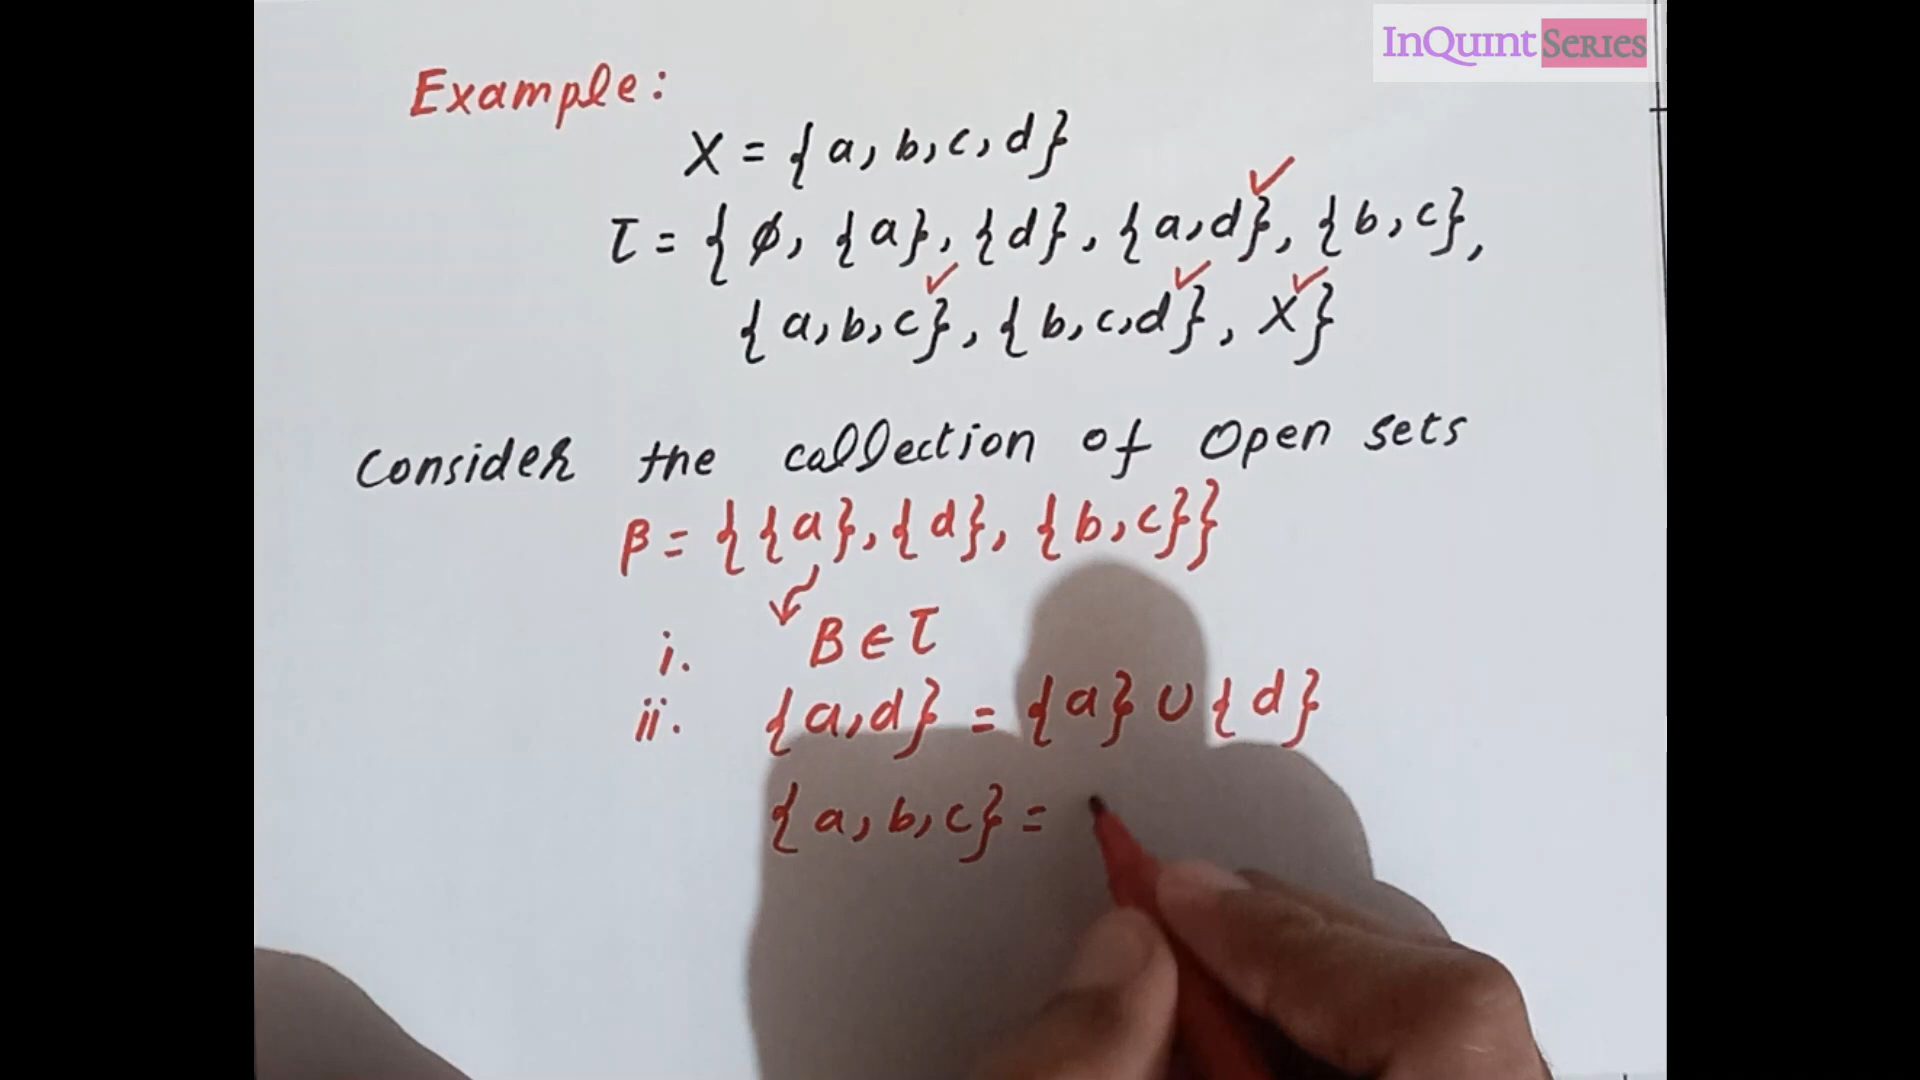 InQuint Series
Example:
X = {a, b, c, d}
τ = {ϕ, {a}, {d}, {a,d}, {b,c},
{a,b,c}, {b,c,d}, X}
Consider the collection of Open sets
β = {{a}, {d}, {b,c}}
i. B ∈ τ
ii. {a,d} = {a} ∪ {d}
{a,b,c} =